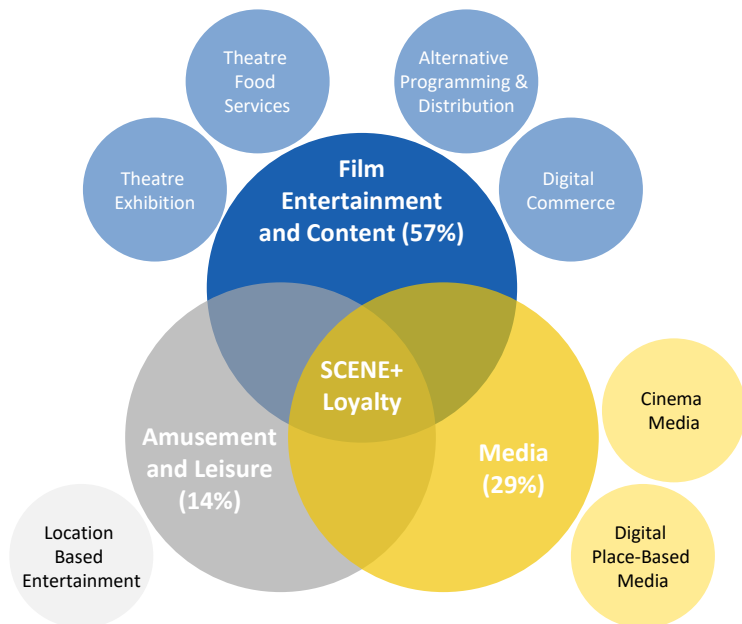 Theatre
Food
Services
Alternative
Programming &
Distribution
Theatre
Exhibition
Film
Entertainment
and Content (57%)
Digital
Commerce
SCENE+
Loyalty
Amusement
and Leisure
(14%)
Media
(29%)
Cinema
Media
Location
Based
Entertainment
Digital
Place-Based
Media